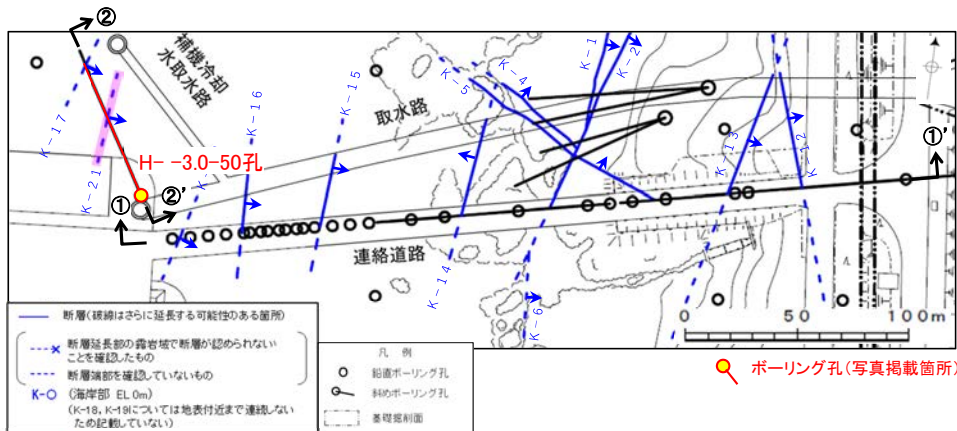 ②
補機冷却
水取水路
K-17
K-21
K-16
K-15
取水路
K-5
K-4
K-1
K-2
K-13
K-12
①'
H- -3.0-50孔
②'
①
連絡道路
K-14
K-6
0 50 100m
ボーリング孔(写真掲載箇所)
断層(破線はさらに延長する可能性のある箇所)
断層延長部の露岩域で断層が認められない
ことを確認したもの
断層端部を確認していないもの
K-○ (海岸部 EL 0m)
(K-18, K-19については地表付近まで連続しない
ため記載していない)
凡 例
鉛直ボーリング孔
斜めボーリング孔
基礎掘削面